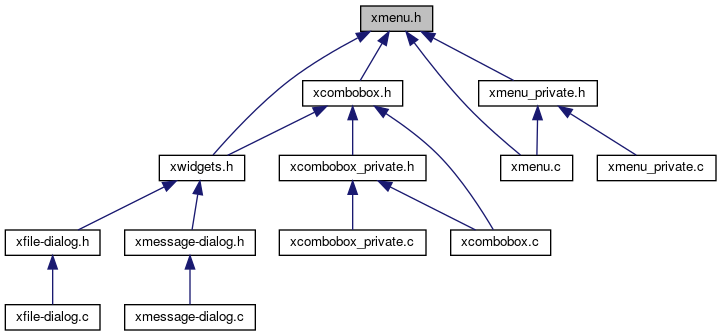 xmenu.h
xcombobox.h
xmenu_private.h
xwidgets.h
xcombobox_private.h
xmenu.c
xmenu_private.c
xfile-dialog.h
xmessage-dialog.h
xcombobox_private.c
xcombobox.c
xfile-dialog.c
xmessage-dialog.c